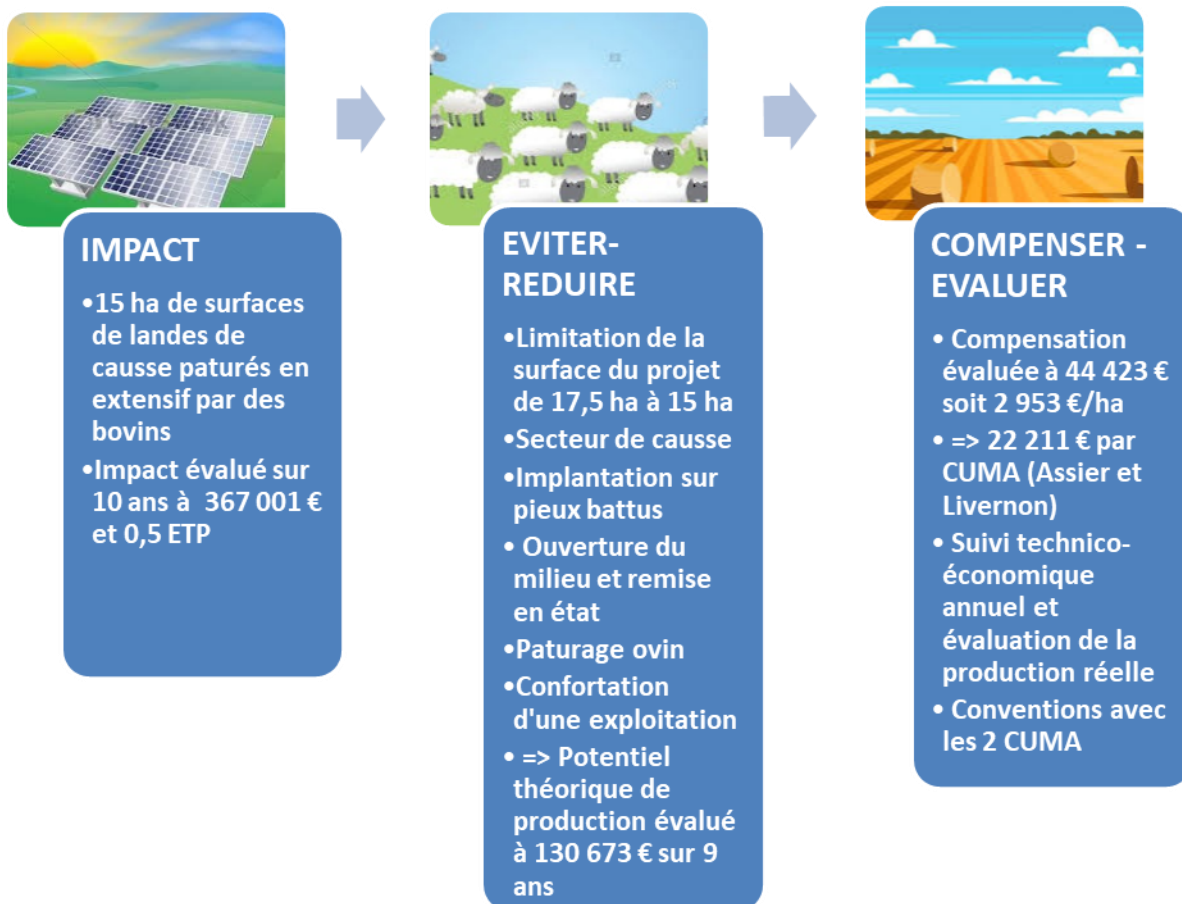 IMPACT
•15 ha de surfaces
de landes de
causse paturés en
extensif par des
bovins
•Impact évalué sur
10 ans à 367 001 €
et 0,5 ETP
EVITER-
REDUIRE
•Limitation de la
surface du projet
de 17,5 ha à 15 ha
•Secteur de causse
•Implantation sur
pieux battus
• Ouverture du
milieu et remise
en état
•Paturage ovin
•Confortation
d'une exploitation
• => Potentiel
théorique de
production évalué
à 130 673 € sur 9
ans
COMPENSER -
EVALUER
• Compensation
évaluée à 44 423 €
soit 2 953 €/ha
• => 22 211 € par
CUMA (Assier et
Livernon)
• Suivi technico-
économique
annuel et
évaluation de la
production réelle
• Conventions avec
les 2 CUMA